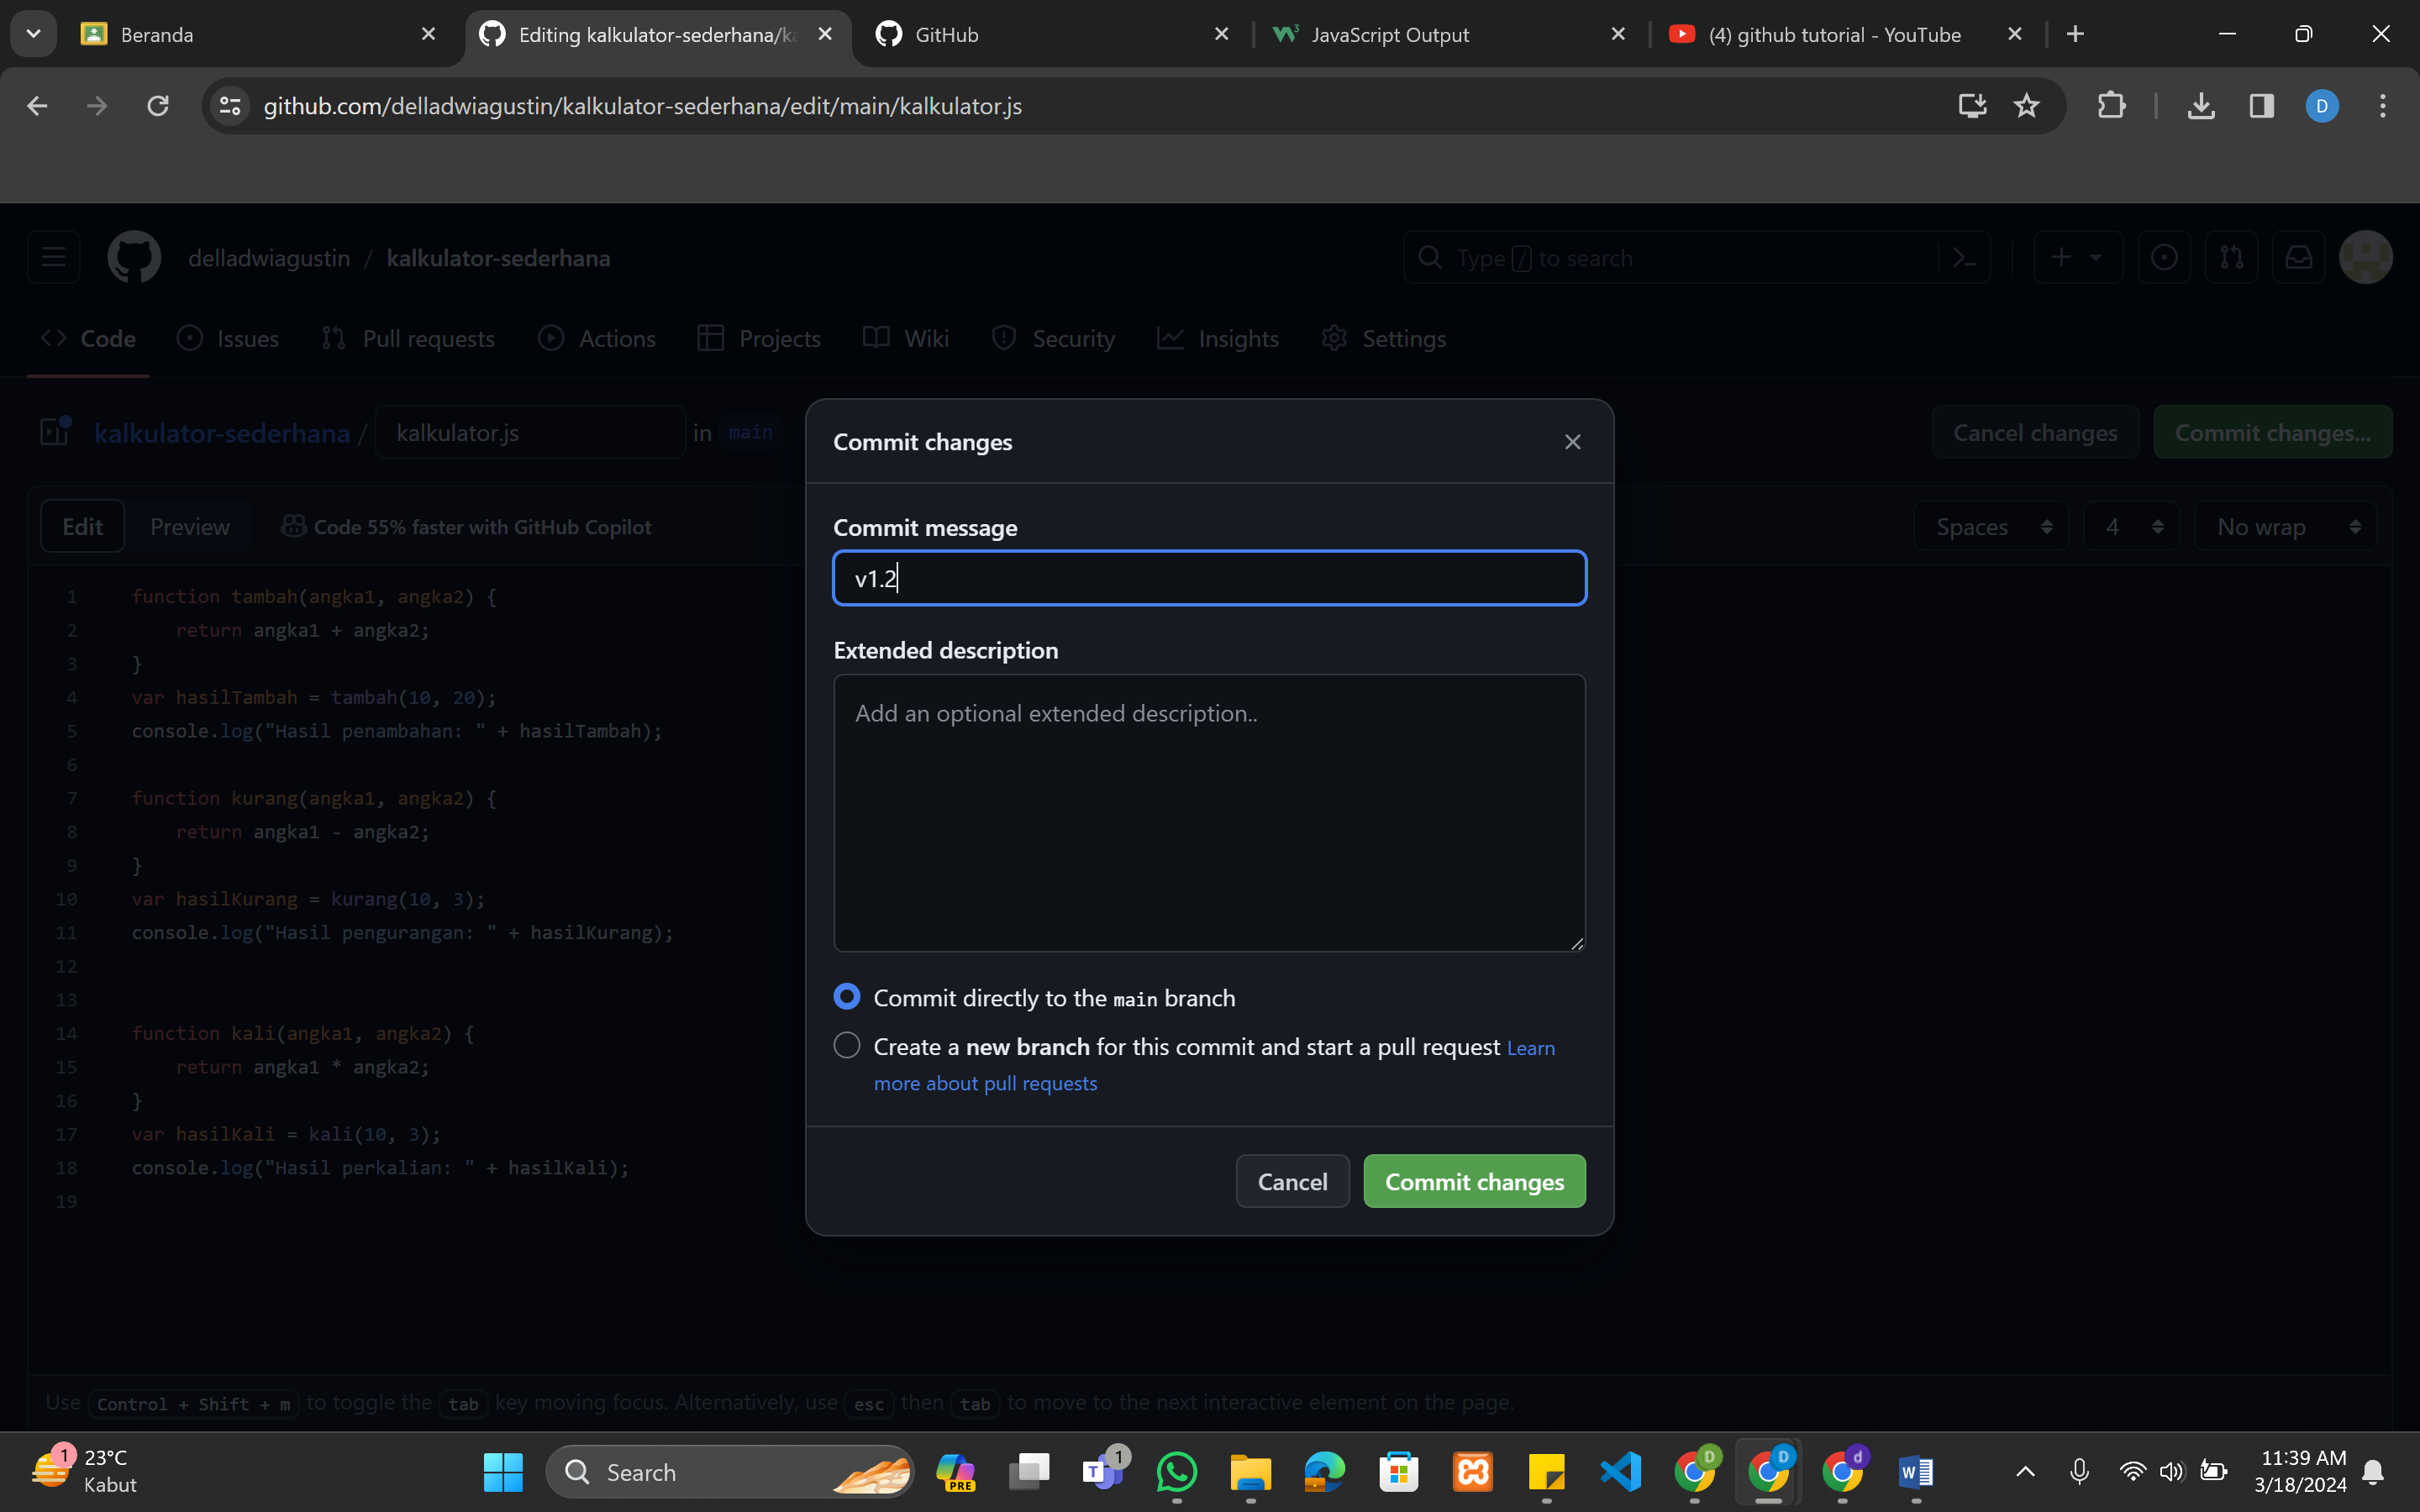 Beranda
Editing kalkulator-sederhana/ka
GitHub
JavaScript Output
(4) github tutorial - YouTube
github.com/delladwiagustin/kalkulator-sederhana/edit/main/kalkulator.js
D
delladwiagustin / kalkulator-sederhana
Type / to search
Code
Issues
Pull requests
Actions
Projects
Wiki
Security
Insights
Settings
kalkulator-sederhana / kalkulator.js in main
Cancel changes
Commit changes...
Edit
Preview
Code 55% faster with GitHub Copilot
Spaces
4
No wrap
1 function tambah(angka1, angka2) {
2 return angka1 + angka2;
3 }
4 var hasilTambah = tambah(10, 20);
5 console.log("Hasil penambahan: " + hasilTambah);
6
7 function kurang(angka1, angka2) {
8 return angka1 - angka2;
9 }
10 var hasilKurang = kurang(10, 3);
11 console.log("Hasil pengurangan: " + hasilKurang);
12
13
14 function kali(angka1, angka2) {
15 return angka1 * angka2;
16 }
17 var hasilKali = kali(10, 3);
18 console.log("Hasil perkalian: " + hasilKali);
19
Commit changes
Commit message
v1.2
Extended description
Add an optional extended description..
Commit directly to the main branch
Create a new branch for this commit and start a pull request Learn
more about pull requests
Cancel
Commit changes
Use Control + Shift + m to toggle the tab key moving focus. Alternatively, use esc then tab to move to the next interactive element on the page.
1
23°C
Kabut
Search
PRE
T
1
D
D
d
W
11:39 AM
3/18/2024